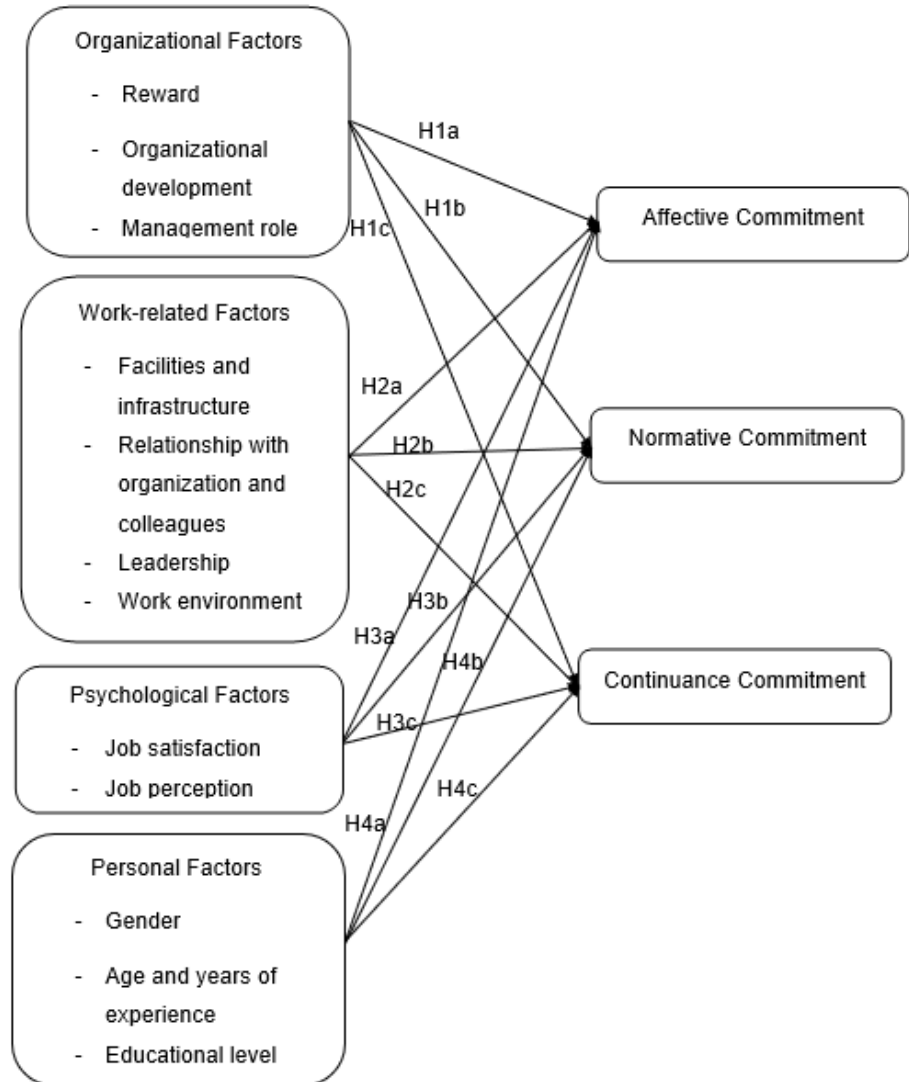 Organizational Factors
- Reward
- Organizational
development
- Management role
Work-related Factors
- Facilities and
infrastructure
- Relationship with
organization and
colleagues
- Leadership
- Work environment
Psychological Factors
- Job satisfaction
- Job perception
Personal Factors
- Gender
- Age and years of
experience
- Educational level
H1a
H1b
H1c
H2a
H2b
H2c
H3b
H3a
H4b
H3c
H4c
H4a
Affective Commitment
Normative Commitment
Continuance Commitment